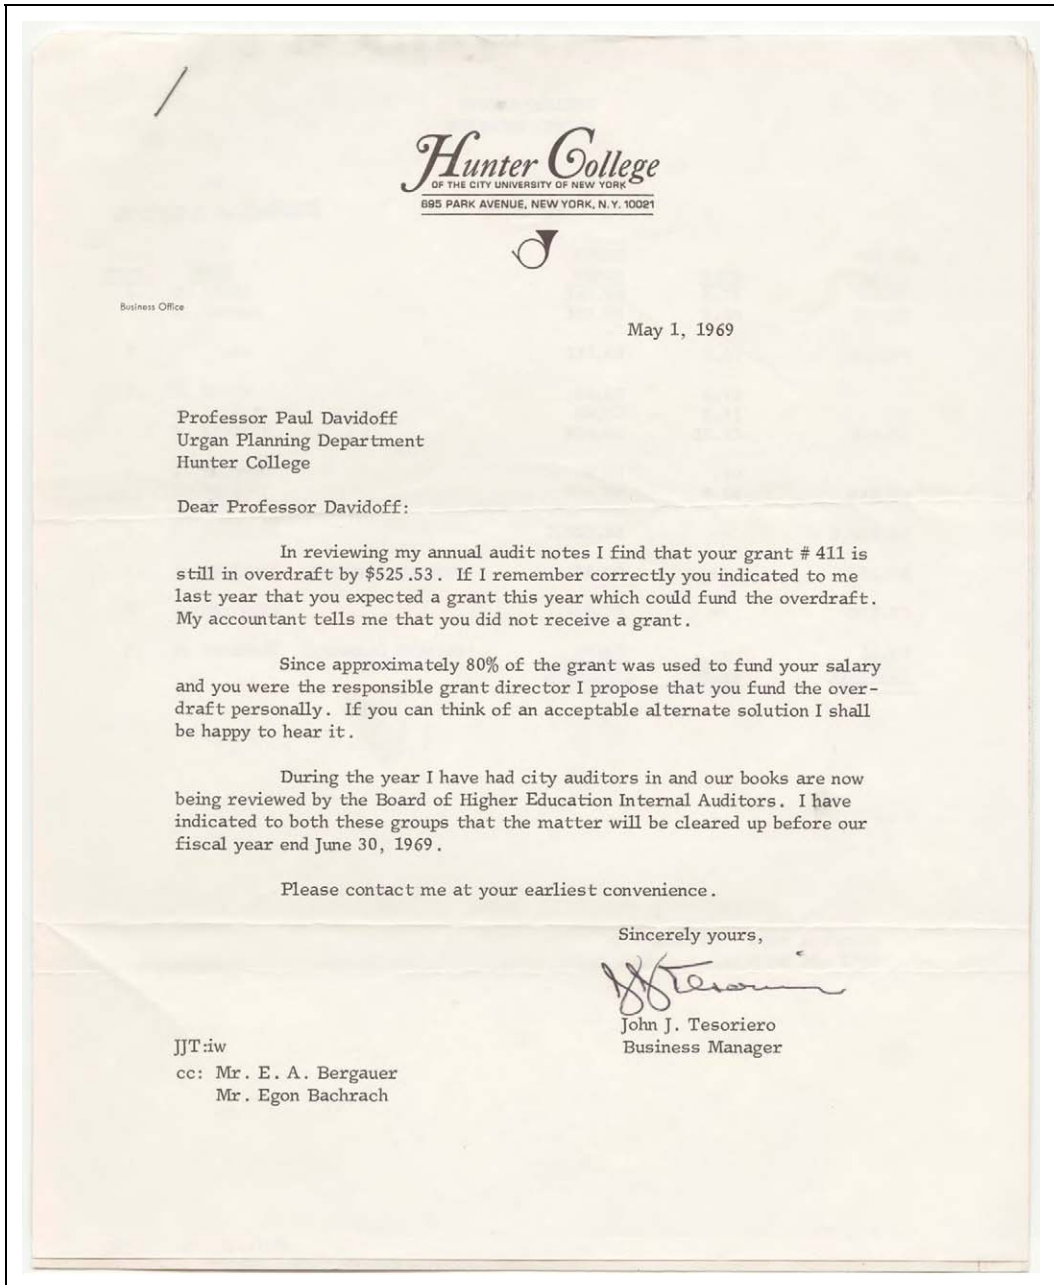 Hunter College
OF THE CITY UNIVERSITY OF NEW YORK
695 PARK AVENUE, NEW YORK, N.Y. 10021
Business Office
May 1, 1969
Professor Paul Davidoff
Urgan Planning Department
Hunter College
Dear Professor Davidoff:
In reviewing my annual audit notes I find that your grant # 411 is
still in overdraft by $525.53. If I remember correctly you indicated to me
last year that you expected a grant this year which could fund the overdraft.
My accountant tells me that you did not receive a grant.
Since approximately 80% of the grant was used to fund your salary
and you were the responsible grant director I propose that you fund the over-
draft personally. If you can think of an acceptable alternate solution I shall
be happy to hear it.
During the year I have had city auditors in and our books are now
being reviewed by the Board of Higher Education Internal Auditors. I have
indicated to both these groups that the matter will be cleared up before our
fiscal year end June 30, 1969.
Please contact me at your earliest convenience.
Sincerely yours,
JJTesoriero
John J. Tesoriero
Business Manager
JJT:iw
cc: Mr. E. A. Bergauer
Mr. Egon Bachrach